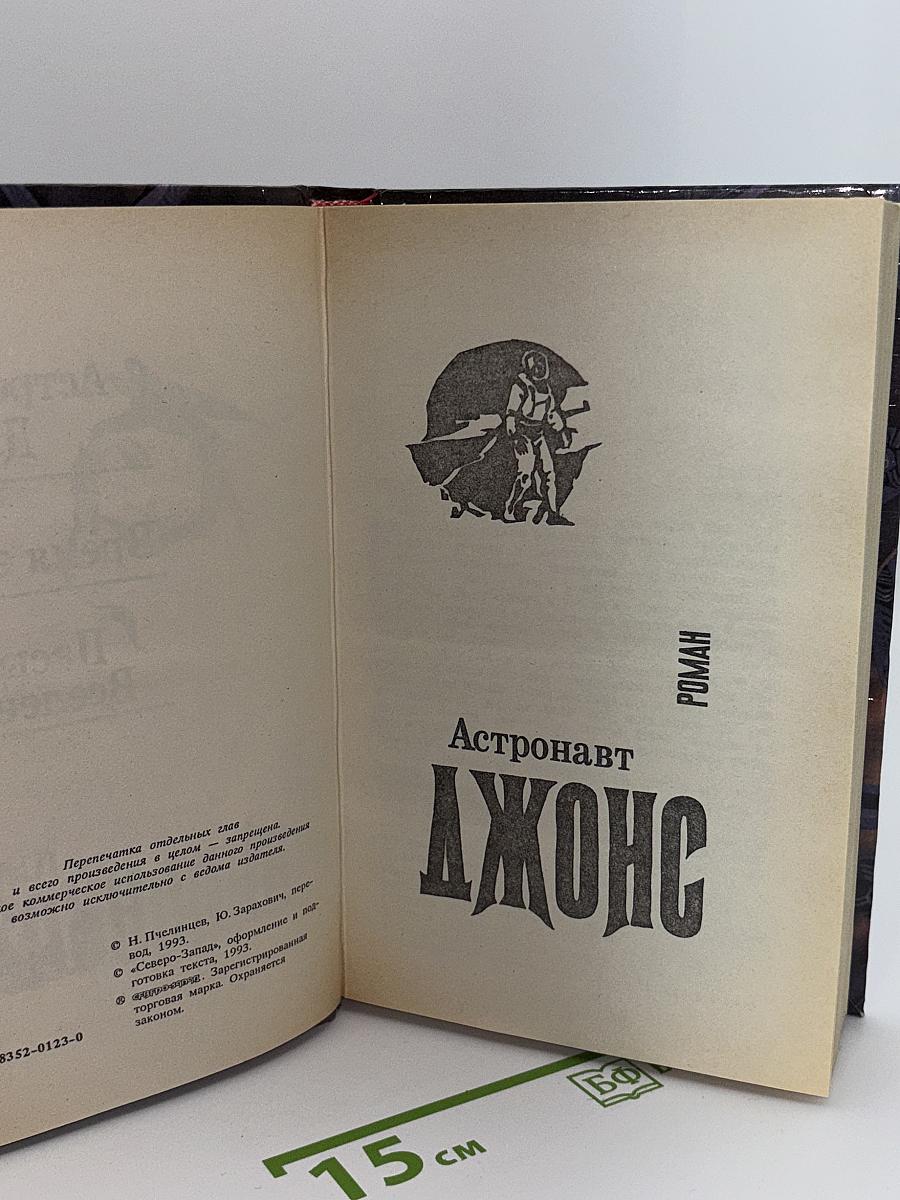 Перепечатка отдельных глав
и всего произведения в целом — запрещена.
кое коммерческое использование данного произведения
возможно исключительно с ведома издателя.
© Н. Пчелинцев, Ю. Зарахович, пере-
вод, 1993.
© «Северо-Запад», оформление и под-
готовка текста, 1993.
® Зарегистрированная
торговая марка. Охраняется
законом.
8352-0123-0
РОМАН
Астронавт
ДЖОНС
БФ
15 см